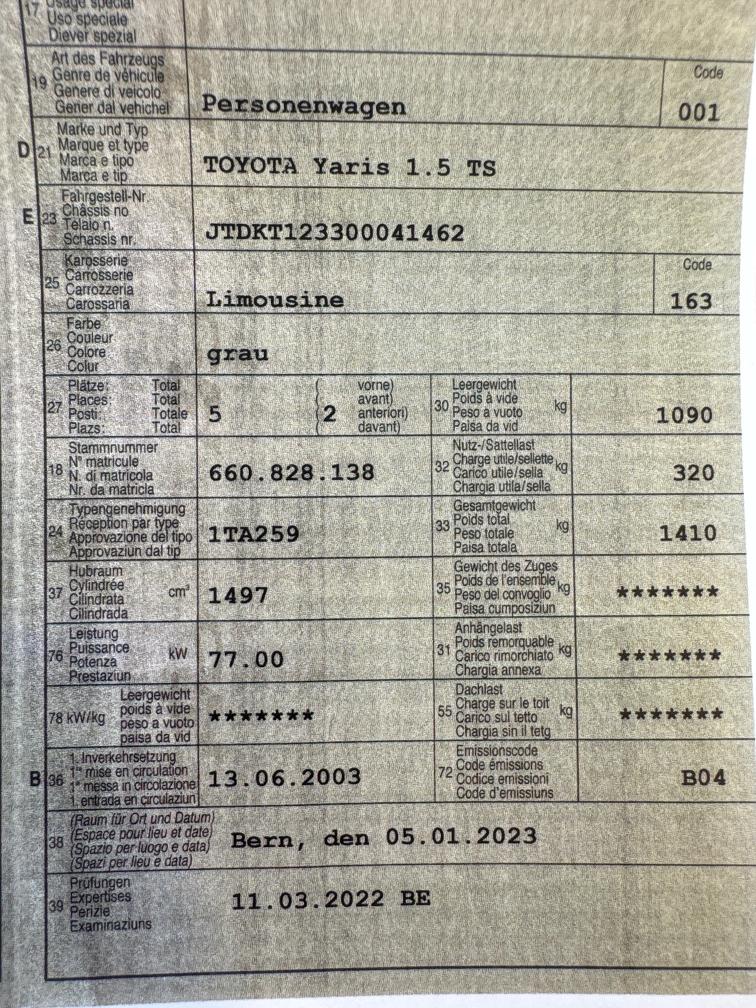 17 Usage spécial
Uso speciale
Diever spezial
Art des Fahrzeugs
19 Genre de véhicule Code
Genere di veicolo
Gener dal vehichel Personenwagen 001
Marke und Typ
D 21 Marque et type
Marca e tipo TOYOTA Yaris 1.5 TS
Marca e tip
Fahrgestell-Nr
E 23 Châssis no
Telaio n. JTDKT123300041462
Schassis nr.
Karosserie Code
25 Carrosserie
Carrozzeria Limousine 163
Carossaria
Farbe
26 Couleur
Colore grau
Colur
Plätze: Total vorne) Leergewicht
27 Places: Total avant) 30 Poids à vide kg
Posti: Totale 5 ( 2 anteriori) Peso a vuoto 1090
Plazs: Total davant) Paisa da vid
Stammnummer Nutz-/Sattellast
18 N° matricule 32 Charge utile/sellette kg
N. di matricola 660.828.138 Carico utile/sella 320
Nr. da matricla Chargia utila/sella
Typengenehmigung Gesamtgewicht
24 Réception par type 33 Poids total kg
Approvazione del tipo 1TA259 Peso totale 1410
Approvaziun dal tip Paisa totala
Hubraum Gewicht des Zuges
37 Cylindrée cm³ 35 Poids de l'ensemble kg
Cilindrata 1497 Peso del convoglio *******
Cilindrada Paisa cumposiziun
Leistung Anhängelast
76 Puissance kW 31 Poids remorquable kg
Potenza 77.00 Carico rimorchiato *******
Prestaziun Chargia annexa
Leergewicht Dachlast
78 kW/kg poids à vide 55 Charge sur le toit kg
peso a vuoto ******* Carico sul tetto *******
paisa da vid Chargia sin il tetg
1. Inverkehrsetzung Emissionscode
B 36 1re mise en circulation 72 Code émissions
1a messa in circolazione 13.06.2003 Codice emissioni B04
1. entrada en circulaziun Code d'emissiuns
(Raum für Ort und Datum)
38 (Espace pour lieu et date)
(Spazio per luogo e data) Bern, den 05.01.2023
(Spazi per lieu e data)
Prüfungen
39 Expertises 11.03.2022 BE
Perizie
Examinaziuns